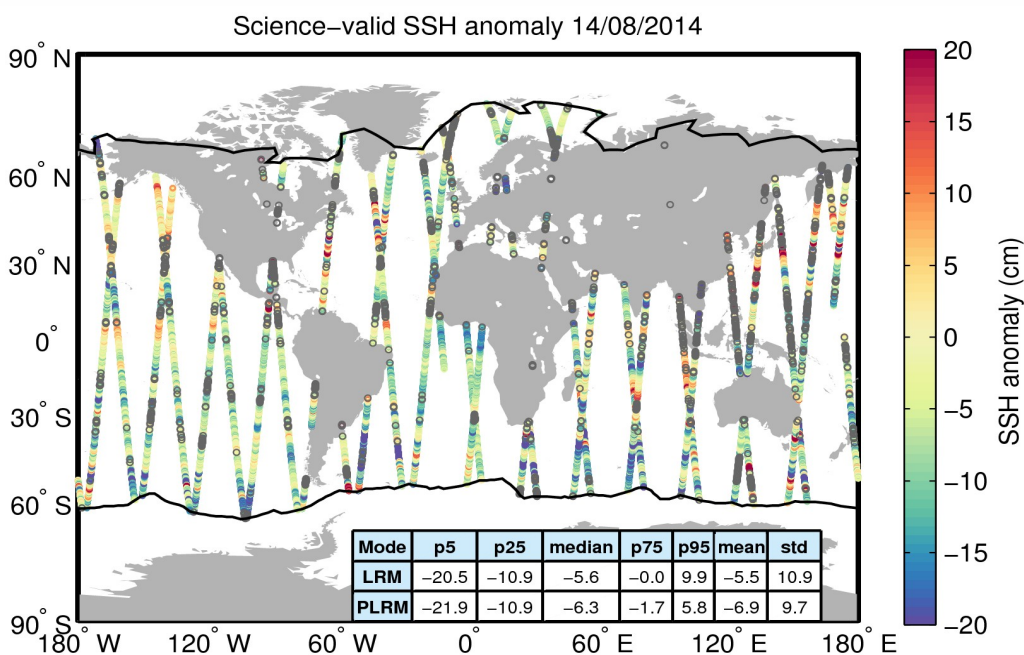 Science−valid SSH anomaly 14/08/2014
90° N
60° N
30° N
0°
30° S
60° S
90° S
180° W 120° W 60° W 0° 60° E 120° E 180° E
Mode p5 p25 median p75 p95 mean std
LRM −20.5 −10.9 −5.6 −0.0 9.9 −5.5 10.9
PLRM −21.9 −10.9 −6.3 −1.7 5.8 −6.9 9.7
20
15
10
5
0
−5
−10
−15
−20
SSH anomaly (cm)